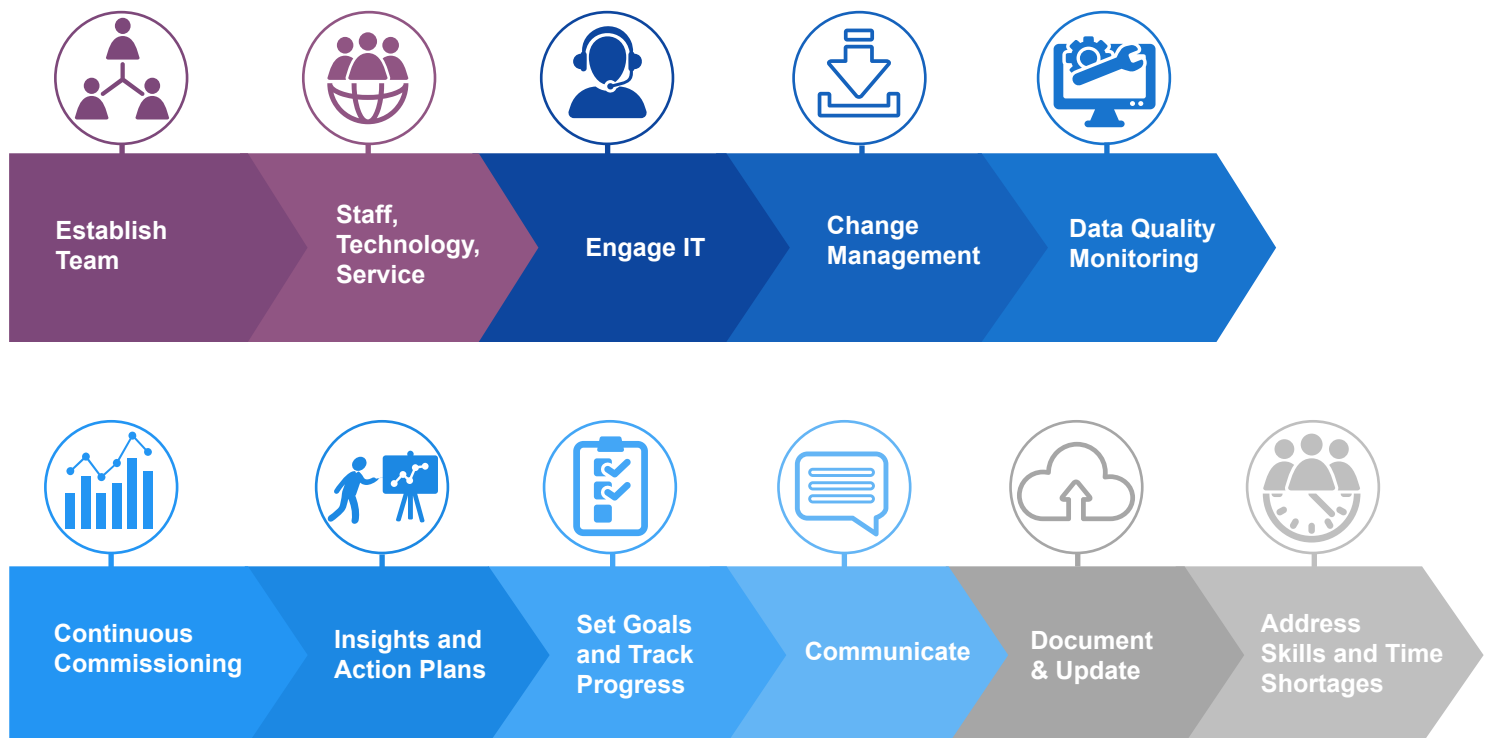 Establish
Team
Staff,
Technology,
Service
Engage IT
Change
Management
Data Quality
Monitoring
Continuous
Commissioning
Insights and
Action Plans
Set Goals
and Track
Progress
Communicate
Document
& Update
Address
Skills and Time
Shortages